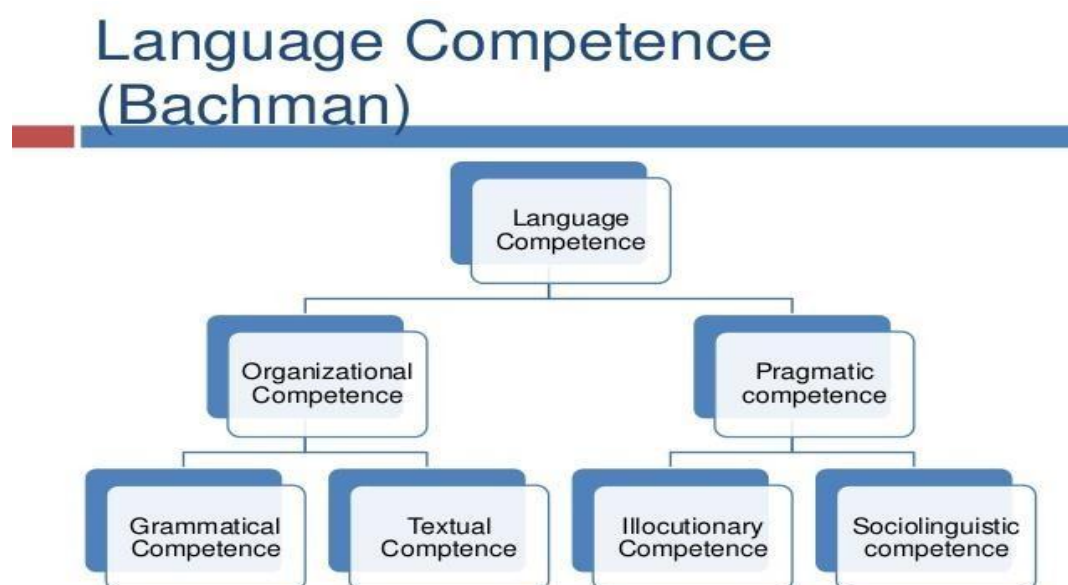 Language Competence
(Bachman)
Language
Competence
Organizational
Competence
Pragmatic
competence
Grammatical
Competence
Textual
Comptence
Illocutionary
Competence
Sociolinguistic
competence